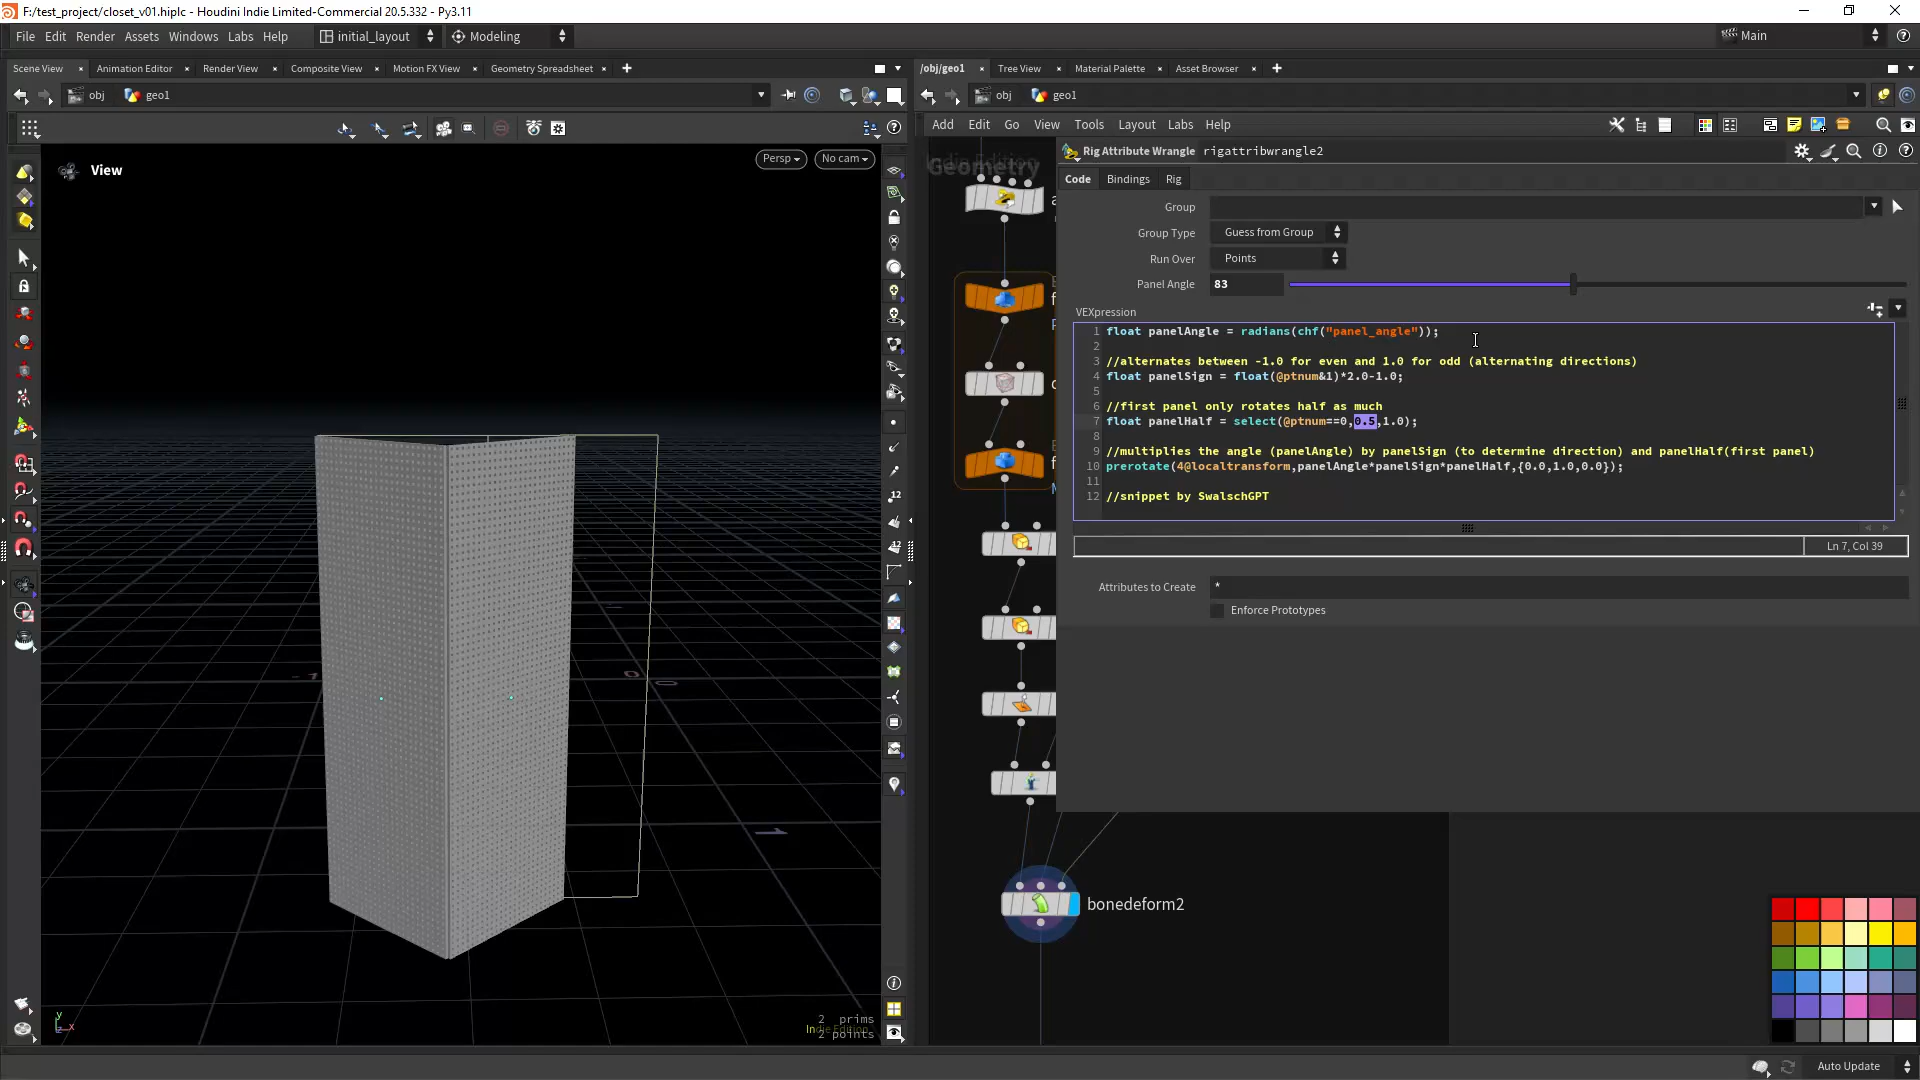 F:/test_project/closet_v01.hiplc - Houdini Indie Limited-Commercial 20.5.332 - Py3.11
File Edit Render Assets Windows Labs Help initial_layout Modeling Main
Scene View Animation Editor Render View Composite View Motion FX View Geometry Spreadsheet
/obj/geo1 Tree View Material Palette Asset Browser
obj geo1
obj geo1
Add Edit Go View Tools Layout Labs Help
View
Persp No cam
Indie Edition
Geometry
Rig Attribute Wrangle rigattribwrangle2
Code Bindings Rig
Group
Group Type Guess from Group
Run Over Points
Panel Angle 83
VEXpression
1 float panelAngle = radians(chf("panel_angle"));
2
3 //alternates between -1.0 for even and 1.0 for odd (alternating directions)
4 float panelSign = float(@ptnum&1)*2.0-1.0;
5
6 //first panel only rotates half as much
7 float panelHalf = select(@ptnum==0,0.5,1.0);
8
9 //multiplies the angle (panelAngle) by panelSign (to determine direction) and panelHalf(first panel)
10 prerotate(4@localtransform,panelAngle*panelSign*panelHalf,{0.0,1.0,0.0});
11
12 //snippet by SwalschGPT
Ln 7, Col 39
Attributes to Create *
Enforce Prototypes
bonedeform2
12
12
y
x
2 prims
2 points
Auto Update